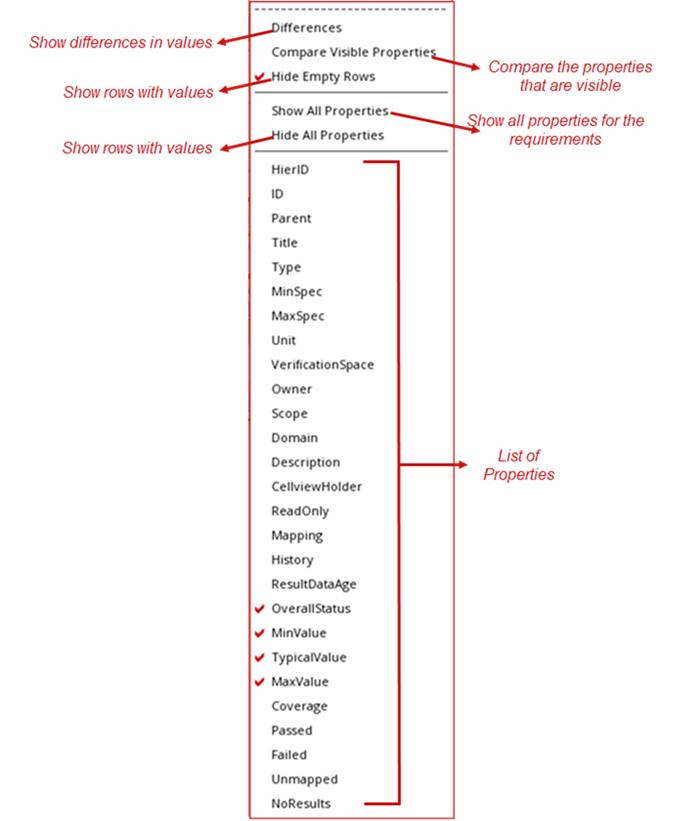 Differences
Show differences in values
Compare Visible Properties
Compare the properties
that are visible
Hide Empty Rows
Show rows with values
Show All Properties
Show all properties for the
requirements
Hide All Properties
Show rows with values
HierID
ID
Parent
Title
Type
MinSpec
MaxSpec
Unit
VerificationSpace
Owner
Scope
Domain
Description
List of
Properties
CellviewHolder
ReadOnly
Mapping
History
ResultDataAge
OverallStatus
MinValue
TypicalValue
MaxValue
Coverage
Passed
Failed
Unmapped
NoResults